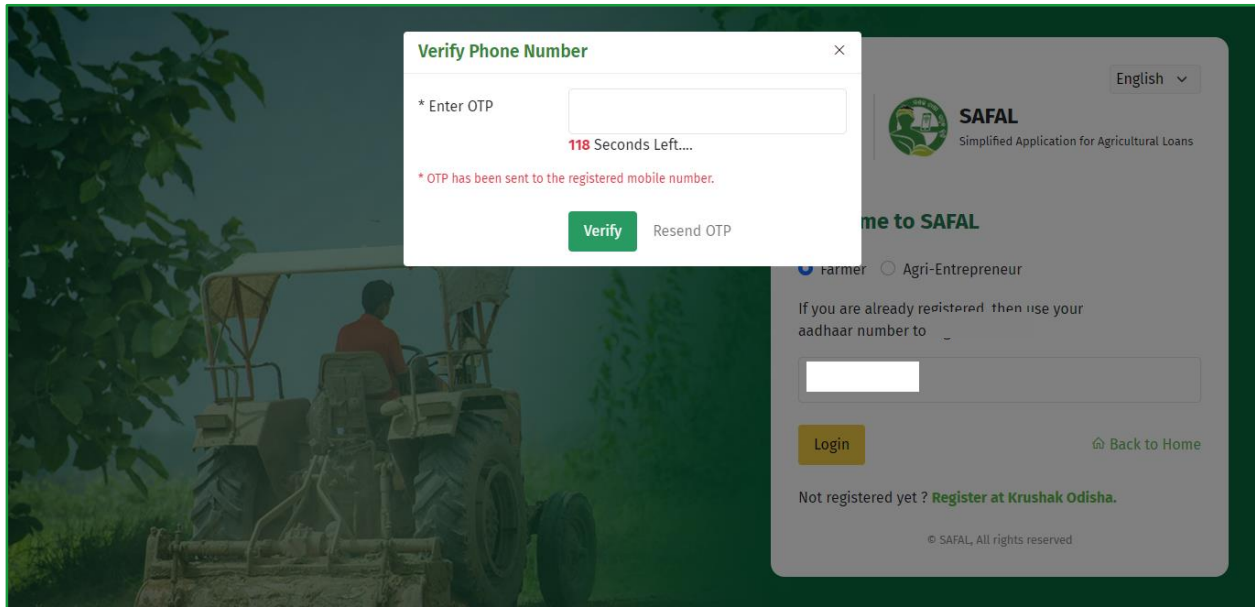 Verify Phone Number
* Enter OTP
118 Seconds Left....
* OTP has been sent to the registered mobile number.
Verify Resend OTP
English
SAFAL
Simplified Application for Agricultural Loans
me to SAFAL
Farmer Agri-Entrepreneur
If you are already registered, then use your
aadhaar number to
Login Back to Home
Not registered yet ? Register at Krushak Odisha.
© SAFAL, All rights reserved